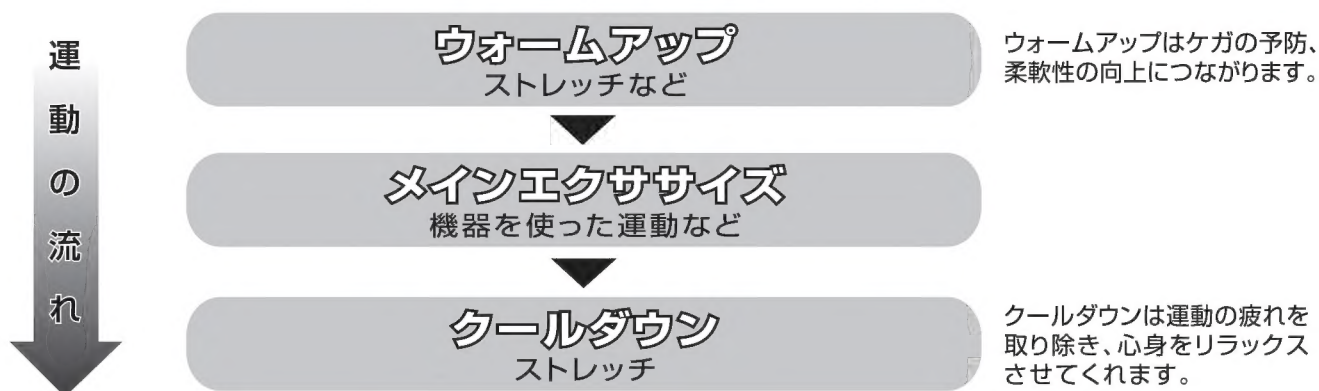 運動の流れ
ウォームアップ
ストレッチなど
ウォームアップはケガの予防、
柔軟性の向上につながります。
メインエクササイズ
機器を使った運動など
クールダウン
ストレッチ
クールダウンは運動の疲れを
取り除き、心身をリラックス
させてくれます。